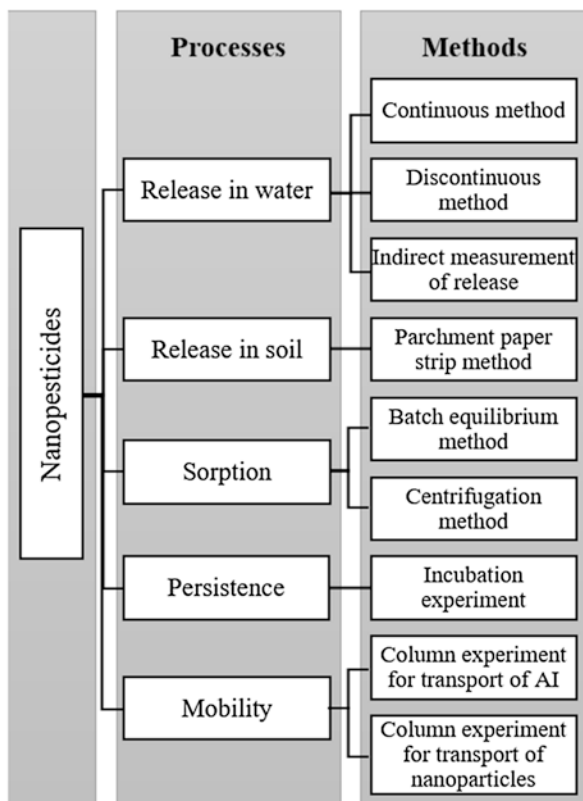 Processes
Methods
Nanopesticides
Release in water
Continuous method
Discontinuous
method
Indirect measurement
of release
Release in soil
Parchment paper
strip method
Sorption
Batch equilibrium
method
Centrifugation
method
Persistence
Incubation
experiment
Mobility
Column experiment
for transport of AI
Column experiment
for transport of
nanoparticles